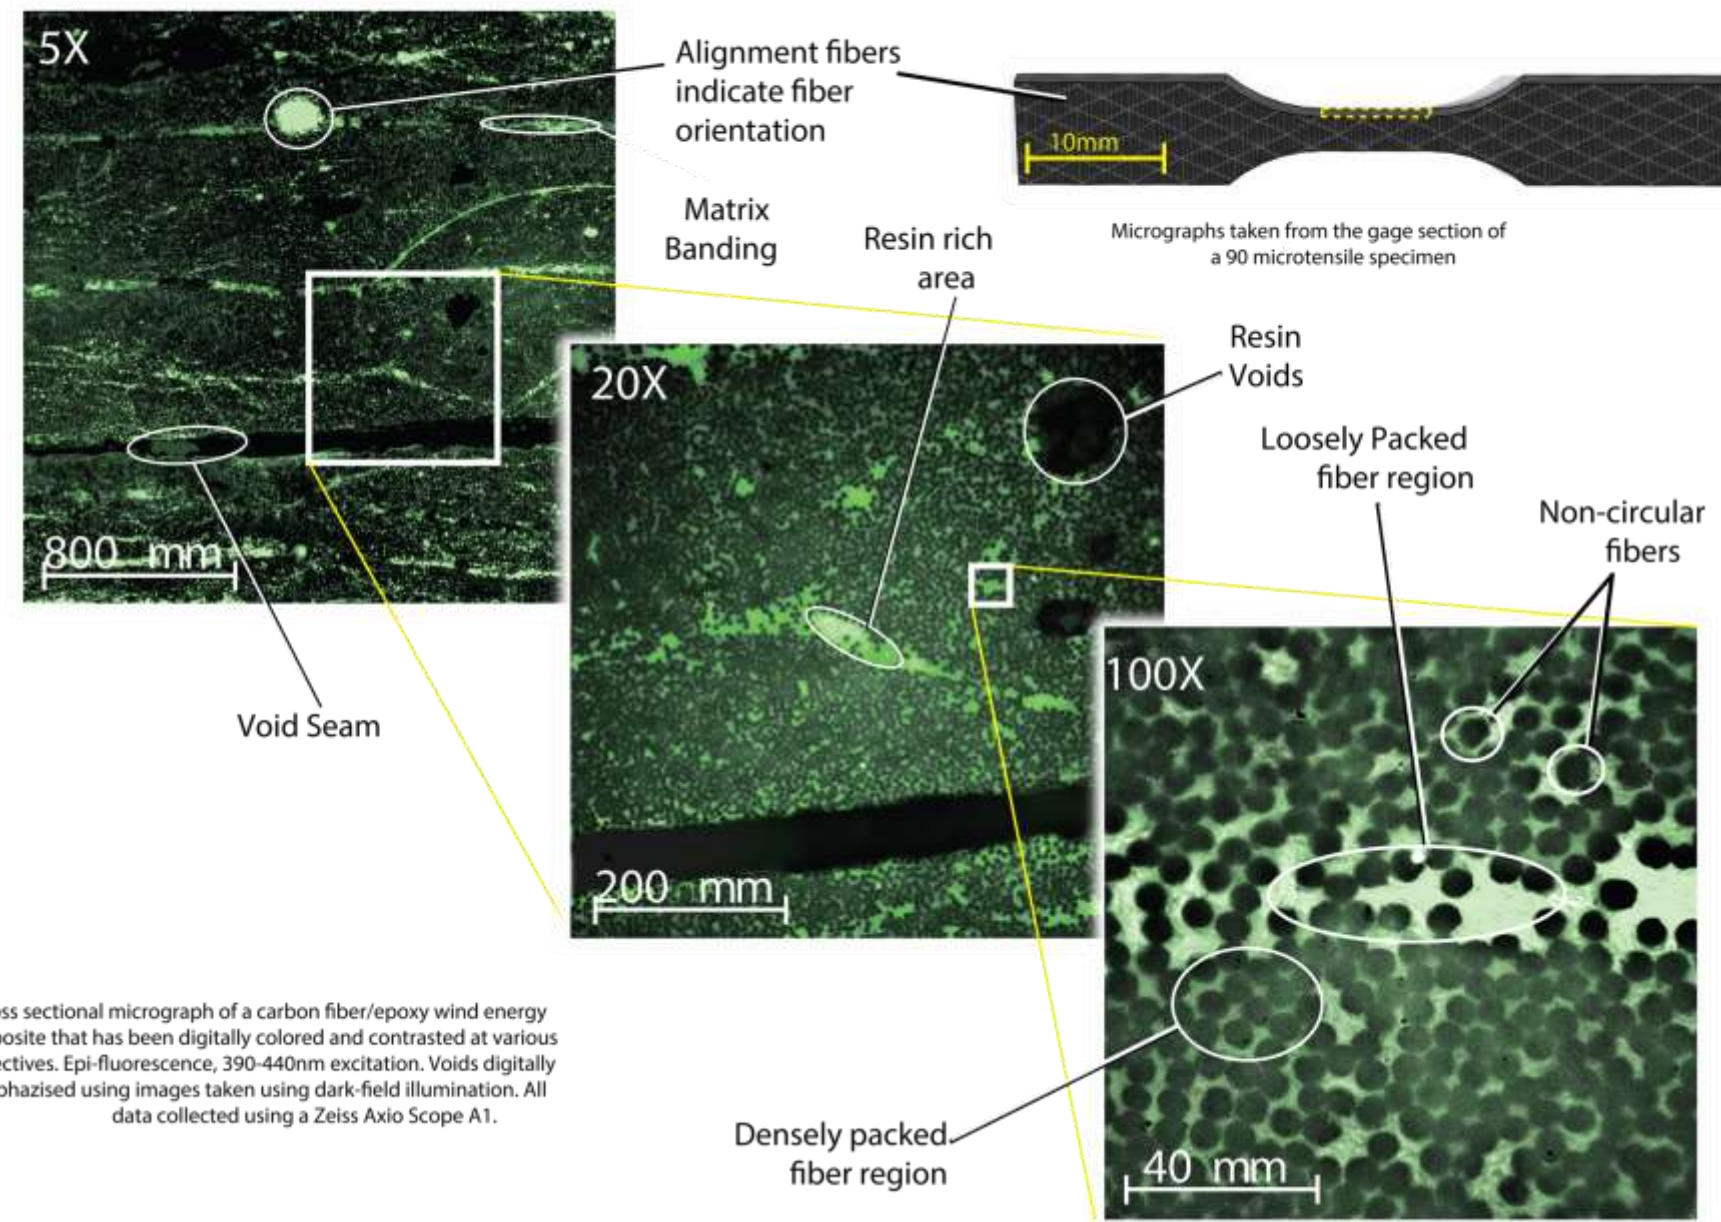 5X
Alignment fibers
indicate fiber
orientation
10mm
Matrix
Banding
Resin rich
area
Micrographs taken from the gage section of
a 90 microtensile specimen
Resin
Voids
20X
Loosely Packed
fiber region
Non-circular
fibers
800 mm
100X
Void Seam
200 mm
ss sectional micrograph of a carbon fiber/epoxy wind energy
posite that has been digitally colored and contrasted at various
ectives. Epi-fluorescence, 390-440nm excitation. Voids digitally
phazised using images taken using dark-field illumination. All
data collected using a Zeiss Axio Scope A1.
Densely packed
fiber region
40 mm